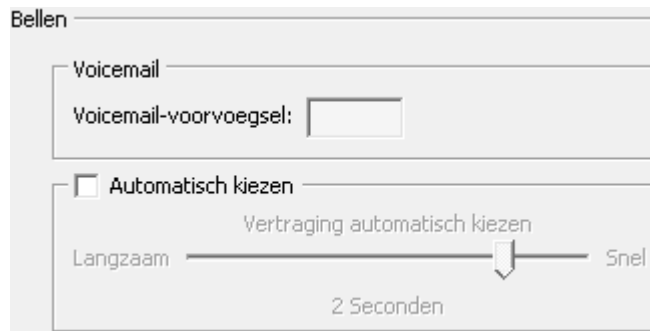 Bellen
Voicemail
Voicemail-voorvoegsel:
Automatisch kiezen
Vertraging automatisch kiezen
Langzaam Snel
2 Seconden